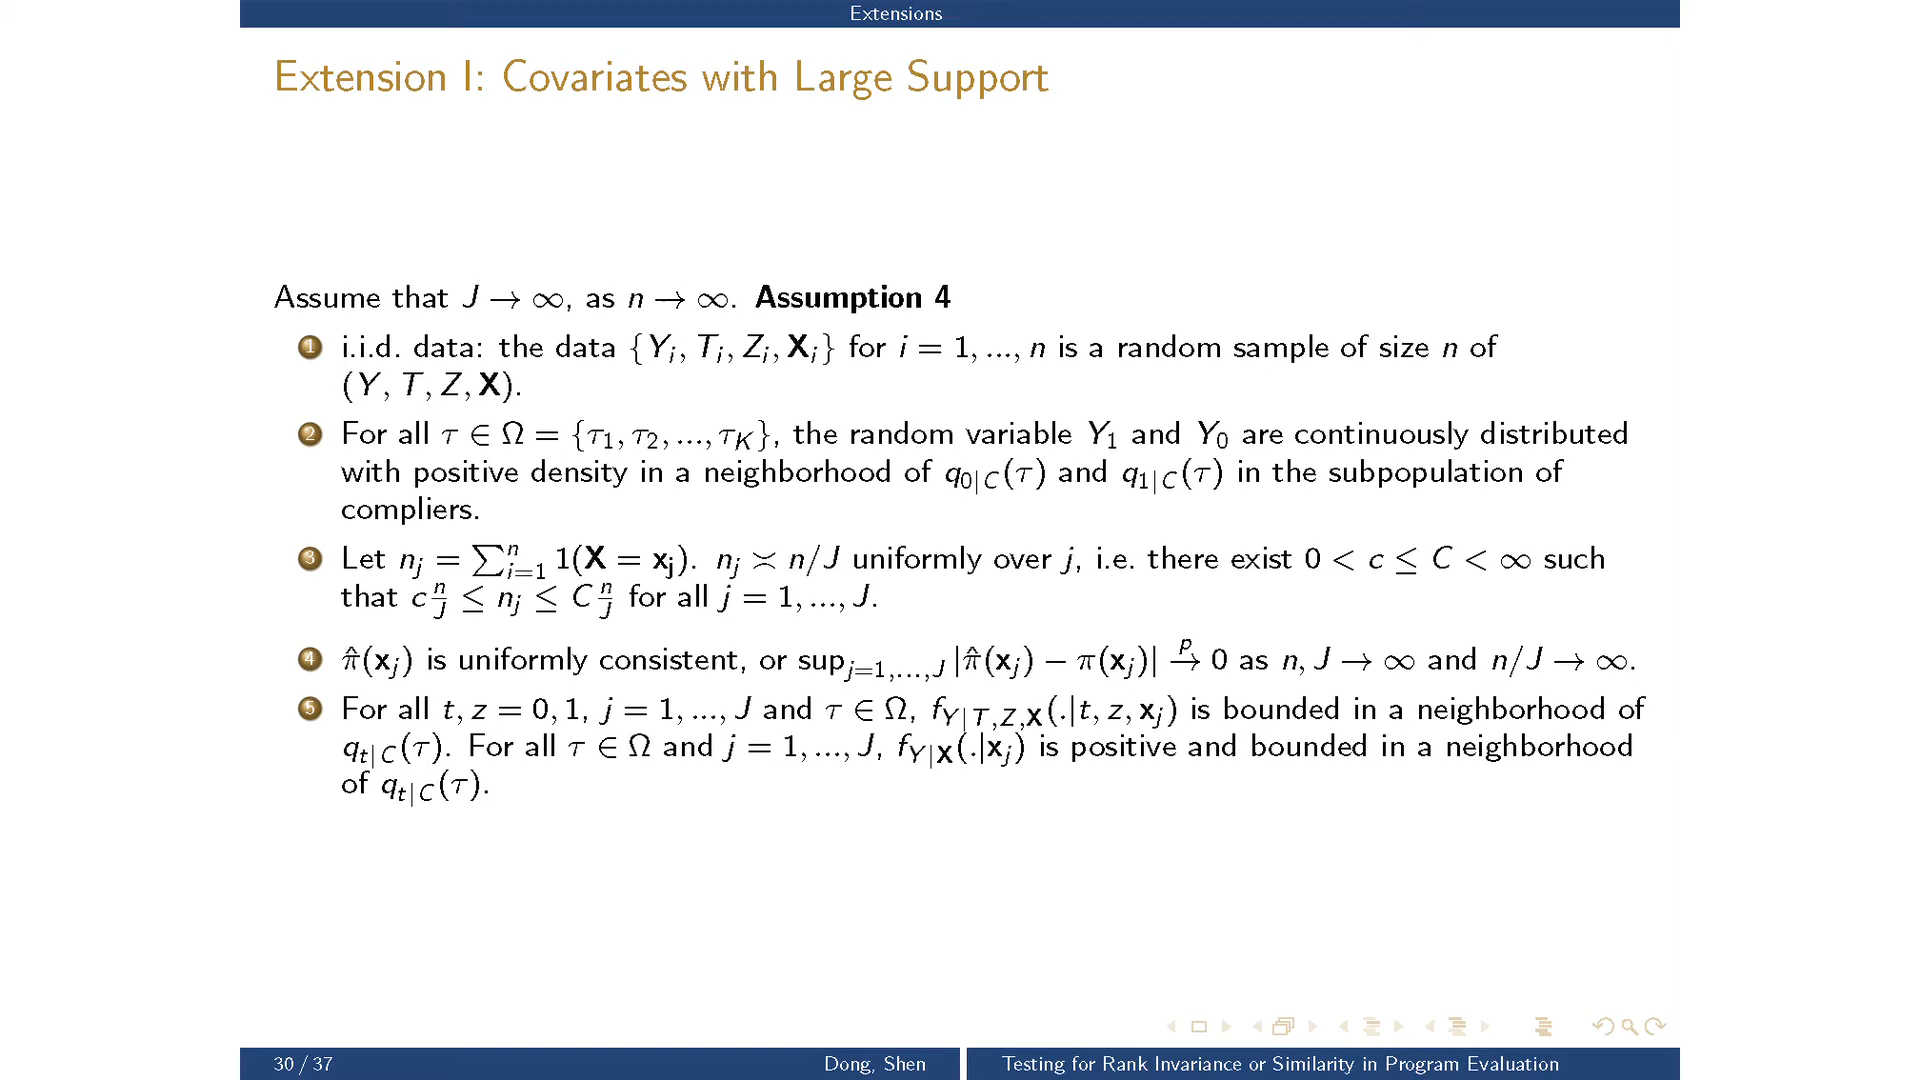 Extensions
Extension I: Covariates with Large Support
Assume that J → ∞, as n → ∞. Assumption 4
1 i.i.d. data: the data {Y_i, T_i, Z_i, X_i} for i = 1, ..., n is a random sample of size n of
(Y, T, Z, X).
2 For all τ ∈ Ω = {τ_1, τ_2, ..., τ_K}, the random variable Y_1 and Y_0 are continuously distributed
with positive density in a neighborhood of q_{0|C}(τ) and q_{1|C}(τ) in the subpopulation of
compliers.
3 Let n_j = ∑_{i=1}^n 1(X = x_j). n_j ≍ n/J uniformly over j, i.e. there exist 0 < c ≤ C < ∞ such
that c n/J ≤ n_j ≤ C n/J for all j = 1, ..., J.
4 π̂(x_j) is uniformly consistent, or sup_{j=1,...,J} |π̂(x_j) − π(x_j)| →^p 0 as n, J → ∞ and n/J → ∞.
5 For all t, z = 0, 1, j = 1, ..., J and τ ∈ Ω, f_{Y|T,Z,X}(.|t, z, x_j) is bounded in a neighborhood of
q_{t|C}(τ). For all τ ∈ Ω and j = 1, ..., J, f_{Y|X}(.|x_j) is positive and bounded in a neighborhood
of q_{t|C}(τ).
30 / 37 Dong, Shen Testing for Rank Invariance or Similarity in Program Evaluation